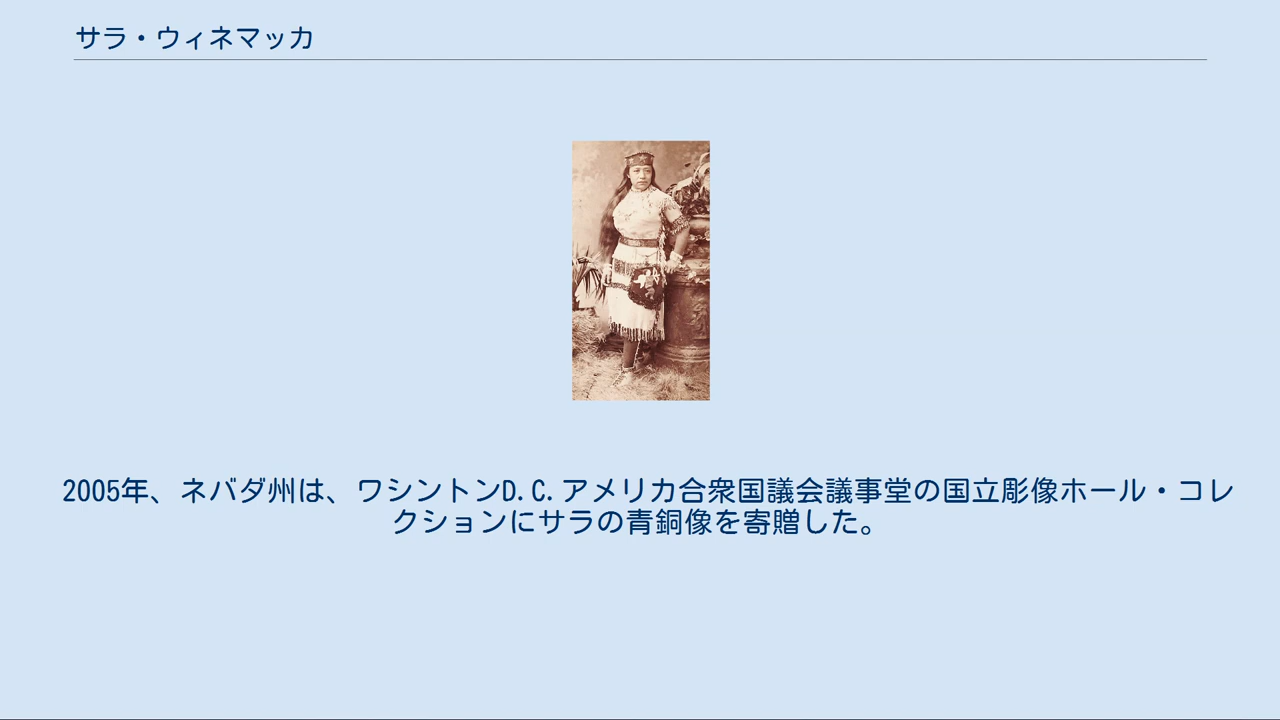 サラ・ウィネマッカ
2005年、ネバダ州は、ワシントンD.C.アメリカ合衆国議会議事堂の国立彫像ホール・コレ
クションにサラの青銅像を寄贈した。